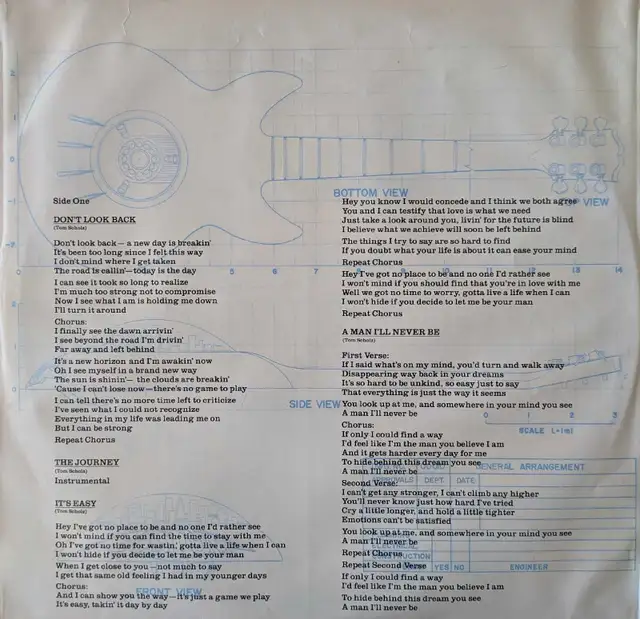 Side One
DON'T LOOK BACK
(Tom Scholz)
Don't look back — a new day is breakin'
It's been too long since I felt this way
I don't mind where I get taken
The road is callin' — today is the day
I can see it took so long to realize
I'm much too strong not to compromise
Now I see what I am is holding me down
I'll turn it around
Chorus:
I finally see the dawn arrivin'
I see beyond the road I'm drivin'
Far away and left behind
It's a new horizon and I'm awakin' now
Oh I see myself in a brand new way
The sun is shinin' — the clouds are breakin'
'Cause I can't lose now — there's no game to play
I can tell there's no more time left to criticize
I've seen what I could not recognize
Everything in my life was leading me on
But I can be strong
Repeat Chorus
THE JOURNEY
(Tom Scholz)
Instrumental
IT'S EASY
(Tom Scholz)
Hey I've got no place to be and no one I'd rather see
I won't mind if you can find the time to stay with me
Oh I've got no time for wastin', gotta live a life when I can
I won't hide if you decide to let me be your man
When I get close to you — not much to say
I get that same old feeling I had in my younger days
Chorus:
And I can show you the way — it's just a game we play
It's easy, takin' it day by day
Hey you know I would concede and I think we both agree
You and I can testify that love is what we need
Just take a look around you, livin' for the future is blind
I believe what we achieve will soon be left behind
The things I try to say are so hard to find
If you doubt what your life is about it can ease your mind
Repeat Chorus
Hey I've got no place to be and no one I'd rather see
I won't mind if you should find that you're in love with me
Well we got no time to worry, gotta live a life when I can
I won't hide if you decide to let me be your man
Repeat Chorus
A MAN I'LL NEVER BE
(Tom Scholz)
First Verse:
If I said what's on my mind, you'd turn and walk away
Disappearing way back in your dreams
It's so hard to be unkind, so easy just to say
That everything is just the way it seems
You look up at me, and somewhere in your mind you see
A man I'll never be
Chorus:
If only I could find a way
I'd feel like I'm the man you believe I am
And it gets harder every day for me
To hide behind this dream you see
A man I'll never be
Second Verse:
I can't get any stronger, I can't climb any higher
You'll never know just how hard I've tried
Cry a little longer, and hold a little tighter
Emotions can't be satisfied
You look up at me, and somewhere in your mind you see
A man I'll never be
Repeat Chorus
Repeat Second Verse
If only I could find a way
I'd feel like I'm the man you believe I am
To hide behind this dream you see
A man I'll never be
BOTTOM VIEW
VIEW
5 6 7 8 9 10 11 12 13 14
SIDE VIEW
0 1 2 3
GENERAL ARRANGEMENT
APPROVALS DEPT. DATE
YES NO ENGINEER
FRONT VIEW